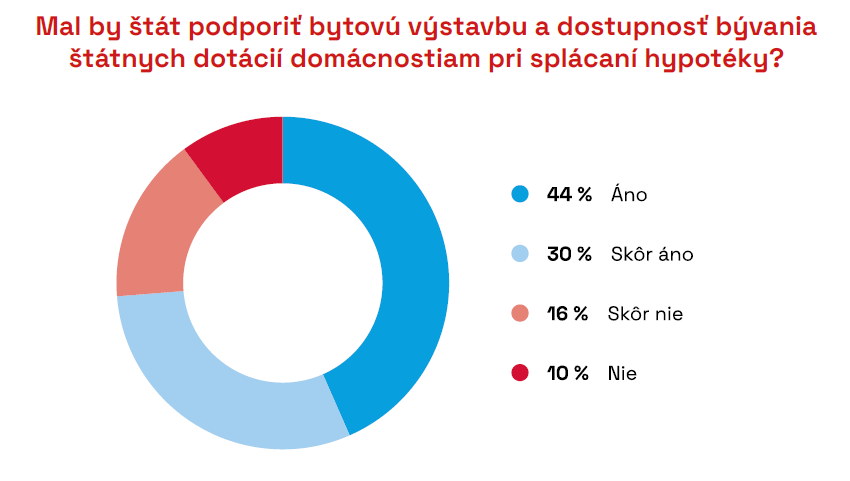 Mal by štát podporiť bytovú výstavbu a dostupnosť bývania
štátnych dotácií domácnostiam pri splácaní hypotéky?
44 % Áno
30 % Skôr áno
16 % Skôr nie
10 % Nie